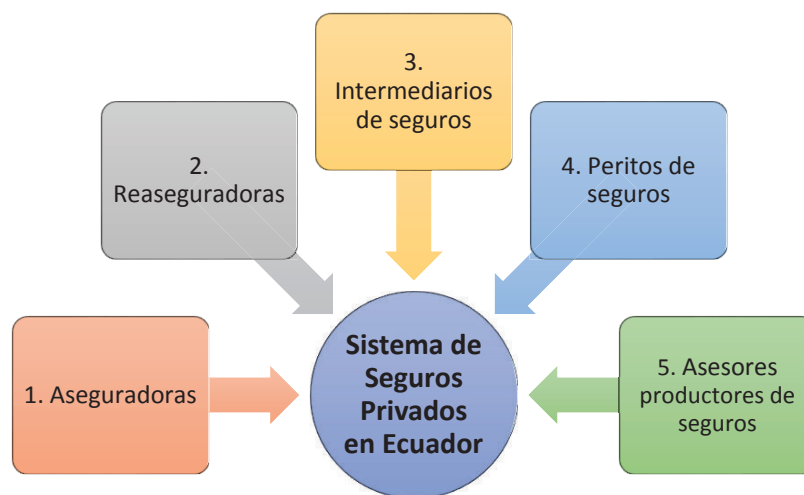 1. Aseguradoras
2.
Reaseguradoras
3.
Intermediarios
de seguros
4. Peritos de
seguros
5. Asesores
productores de
seguros
Sistema de
Seguros
Privados
en Ecuador